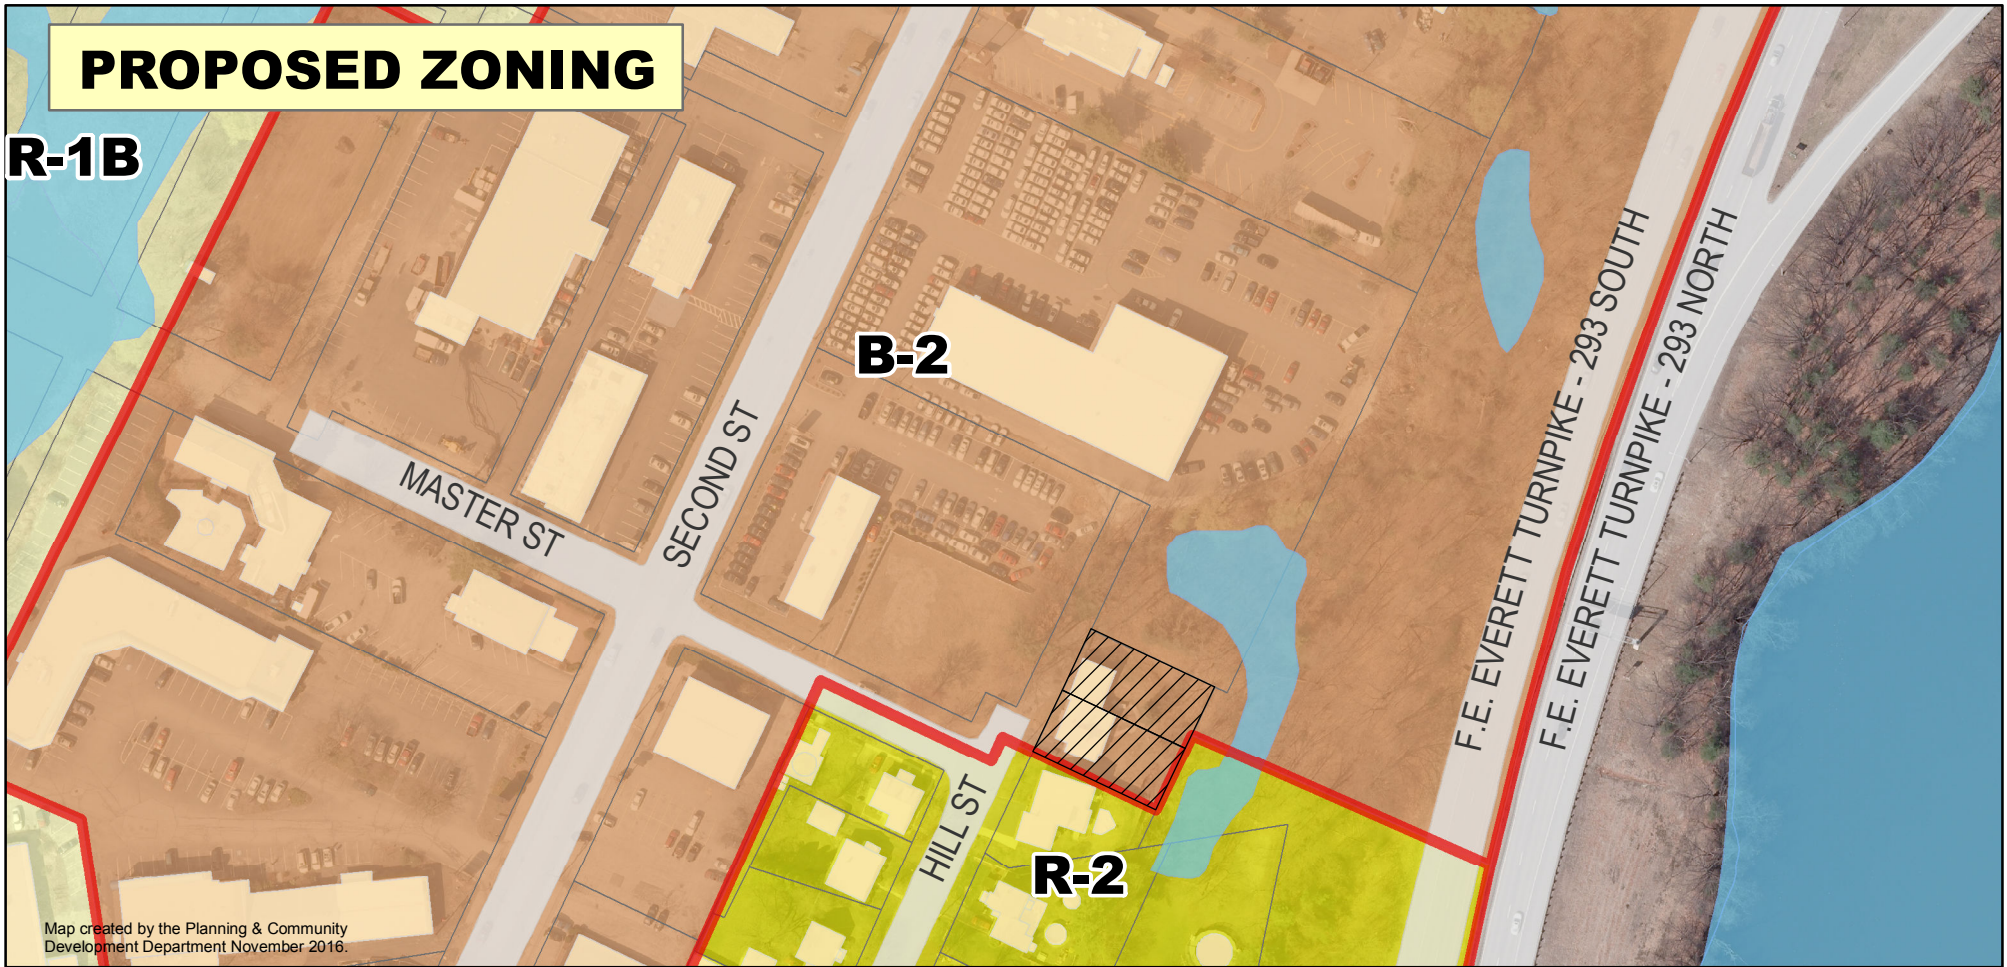 PROPOSED ZONING
R-1B
B-2
MASTER ST
SECOND ST
F.E. EVERETT TURNPIKE - 293 SOUTH
F.E. EVERETT TURNPIKE - 293 NORTH
HILL ST
R-2
Map created by the Planning & Community
Development Department November 2016.